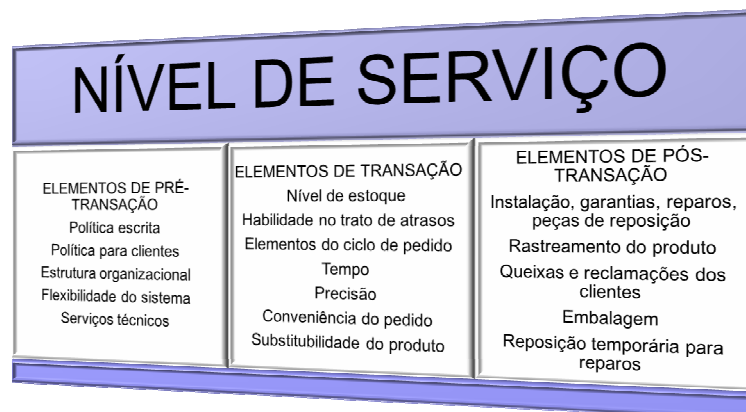 NÍVEL DE SERVIÇO
ELEMENTOS DE PRÉ-
TRANSAÇÃO
Política escrita
Política para clientes
Estrutura organizacional
Flexibilidade do sistema
Serviços técnicos
ELEMENTOS DE TRANSAÇÃO
Nível de estoque
Habilidade no trato de atrasos
Elementos do ciclo de pedido
Tempo
Precisão
Conveniência do pedido
Substitubilidade do produto
ELEMENTOS DE PÓS-
TRANSAÇÃO
Instalação, garantias, reparos,
peças de reposição
Rastreamento do produto
Queixas e reclamações dos
clientes
Embalagem
Reposição temporária para
reparos